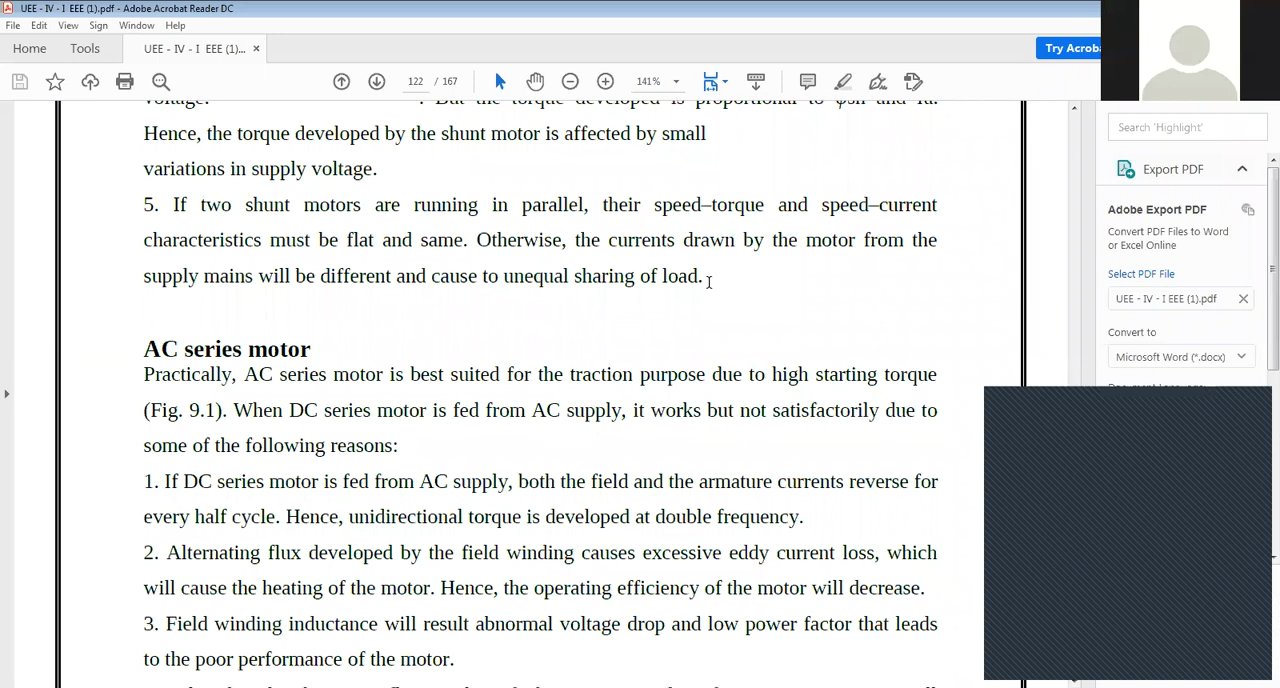 UEE - IV - I EEE (1).pdf - Adobe Acrobat Reader DC
File Edit View Sign Window Help
Home Tools UEE - IV - I EEE (1)... × Try Acroba
122 / 167 141%
voltage. . But the torque developed is proportional to φsh and Ia.
Hence, the torque developed by the shunt motor is affected by small
variations in supply voltage.
5. If two shunt motors are running in parallel, their speed–torque and speed–current
characteristics must be flat and same. Otherwise, the currents drawn by the motor from the
supply mains will be different and cause to unequal sharing of load.
AC series motor
Practically, AC series motor is best suited for the traction purpose due to high starting torque
(Fig. 9.1). When DC series motor is fed from AC supply, it works but not satisfactorily due to
some of the following reasons:
1. If DC series motor is fed from AC supply, both the field and the armature currents reverse for
every half cycle. Hence, unidirectional torque is developed at double frequency.
2. Alternating flux developed by the field winding causes excessive eddy current loss, which
will cause the heating of the motor. Hence, the operating efficiency of the motor will decrease.
3. Field winding inductance will result abnormal voltage drop and low power factor that leads
to the poor performance of the motor.
Search 'Highlight'
Export PDF
Adobe Export PDF
Convert PDF Files to Word
or Excel Online
Select PDF File
UEE - IV - I EEE (1).pdf
Convert to
Microsoft Word (*.docx)